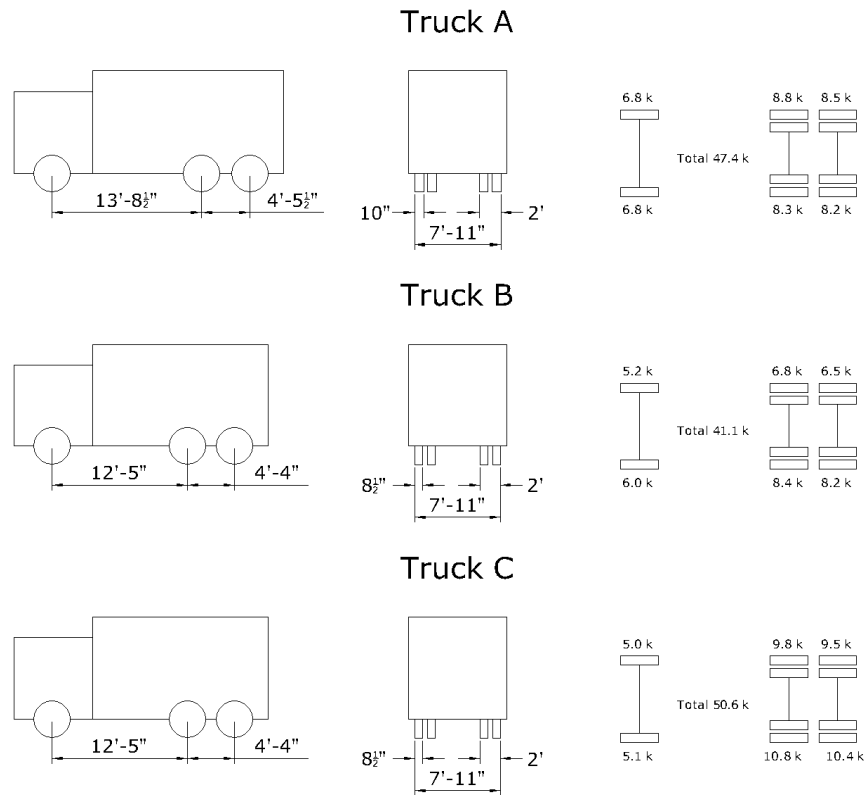 Truck A
6.8 k 8.8 k 8.5 k
Total 47.4 k
13'-8½" 4'-5½" 10" 2' 6.8 k 8.3 k 8.2 k
7'-11"
Truck B
5.2 k 6.8 k 6.5 k
Total 41.1 k
12'-5" 4'-4" 8½" 2' 6.0 k 8.4 k 8.2 k
7'-11"
Truck C
5.0 k 9.8 k 9.5 k
Total 50.6 k
12'-5" 4'-4" 8½" 2' 5.1 k 10.8 k 10.4 k
7'-11"